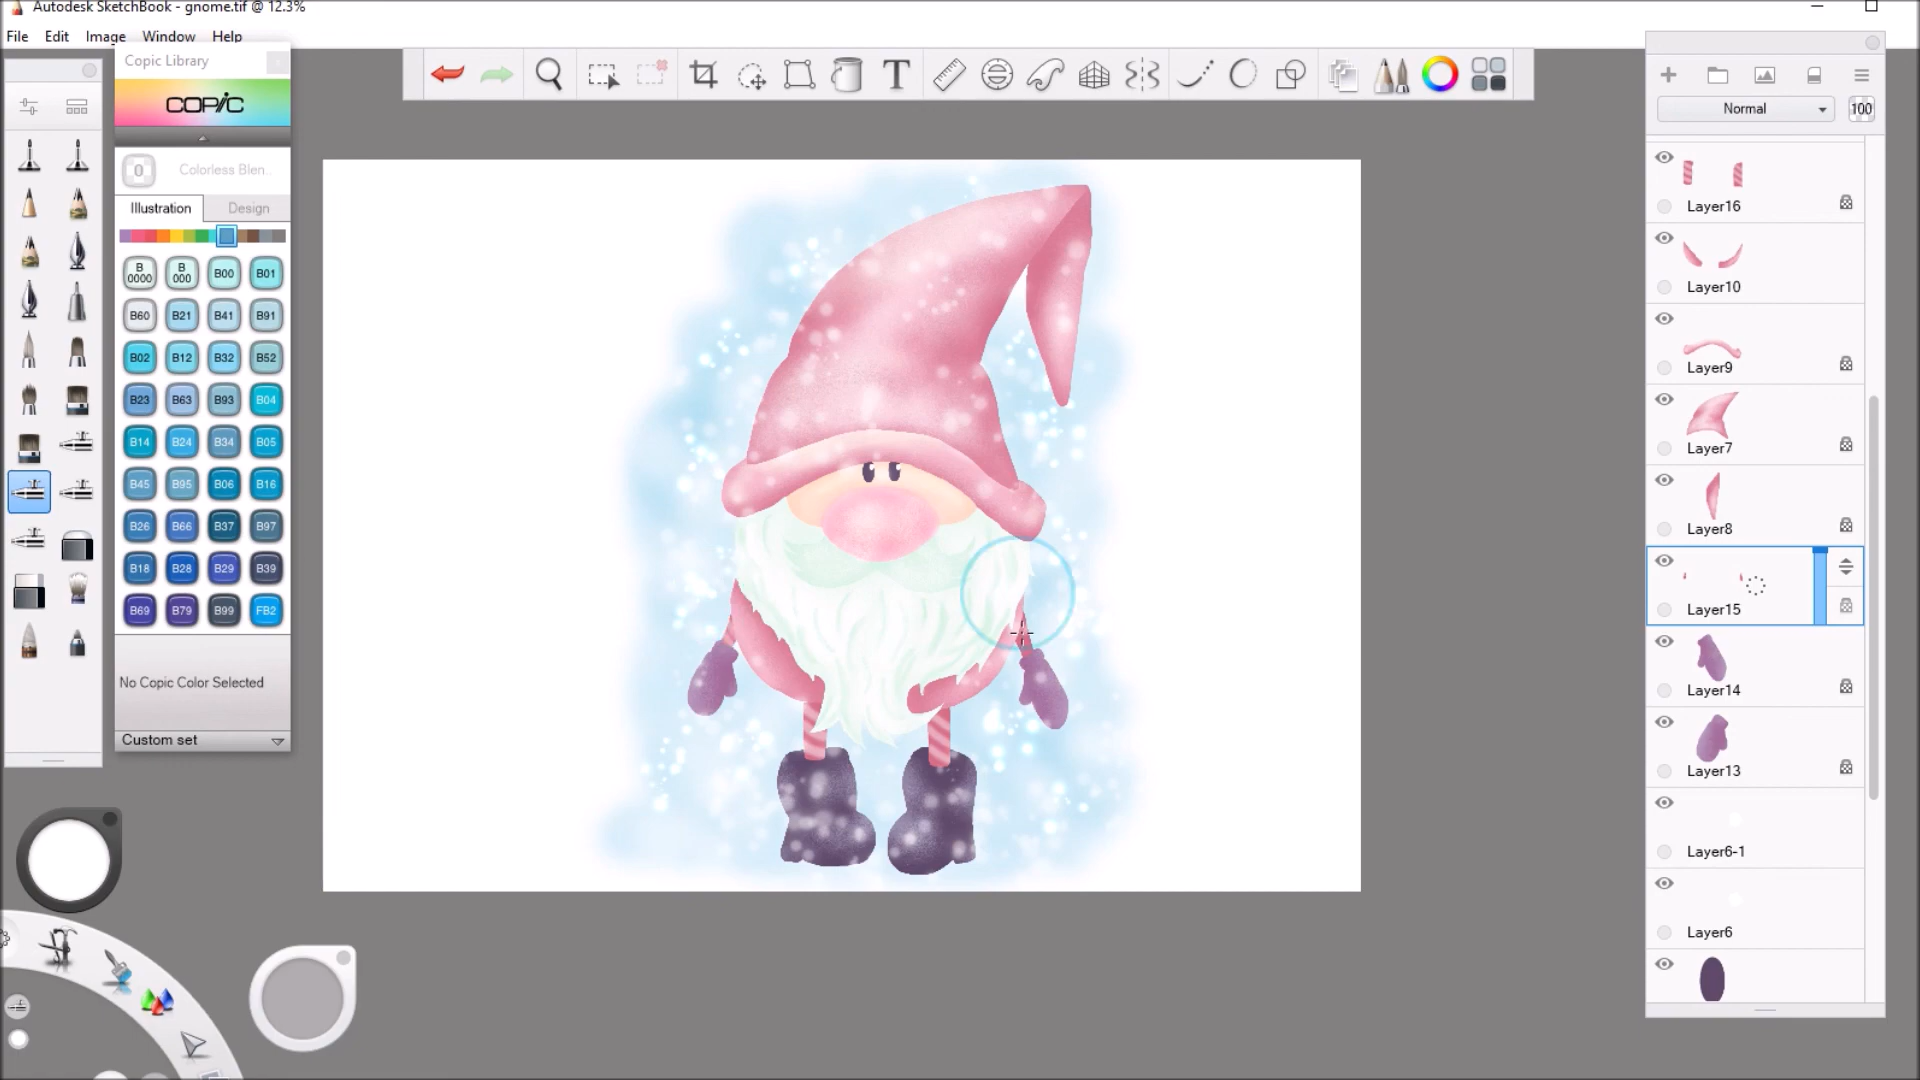 Autodesk SketchBook - gnome.tif @ 12.3%
File Edit Image Window Help
Copic Library
COPIC
0 Colorless Blen..
Illustration Design
B 0000 B 000 B00 B01
B60 B21 B41 B91
B02 B12 B32 B52
B23 B63 B93 B04
B14 B24 B34 B05
B45 B95 B06 B16
B26 B66 B37 B97
B18 B28 B29 B39
B69 B79 B99 FB2
No Copic Color Selected
Custom set
T
Normal 100
Layer16
Layer10
Layer9
Layer7
Layer8
Layer15
Layer14
Layer13
Layer6-1
Layer6